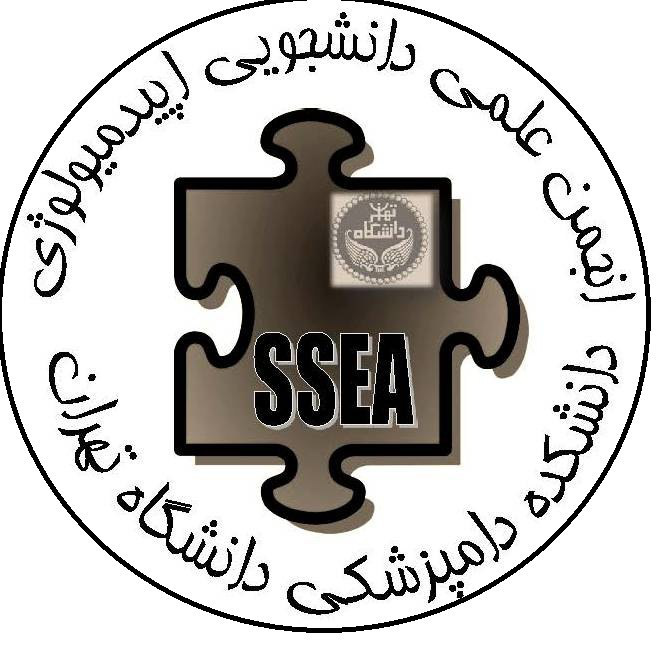 انجمن علمی دانشجویی اپیدمیولوژی
دانشگاه
تهران
SSEA
دانشکده دامپزشکی دانشگاه تهران